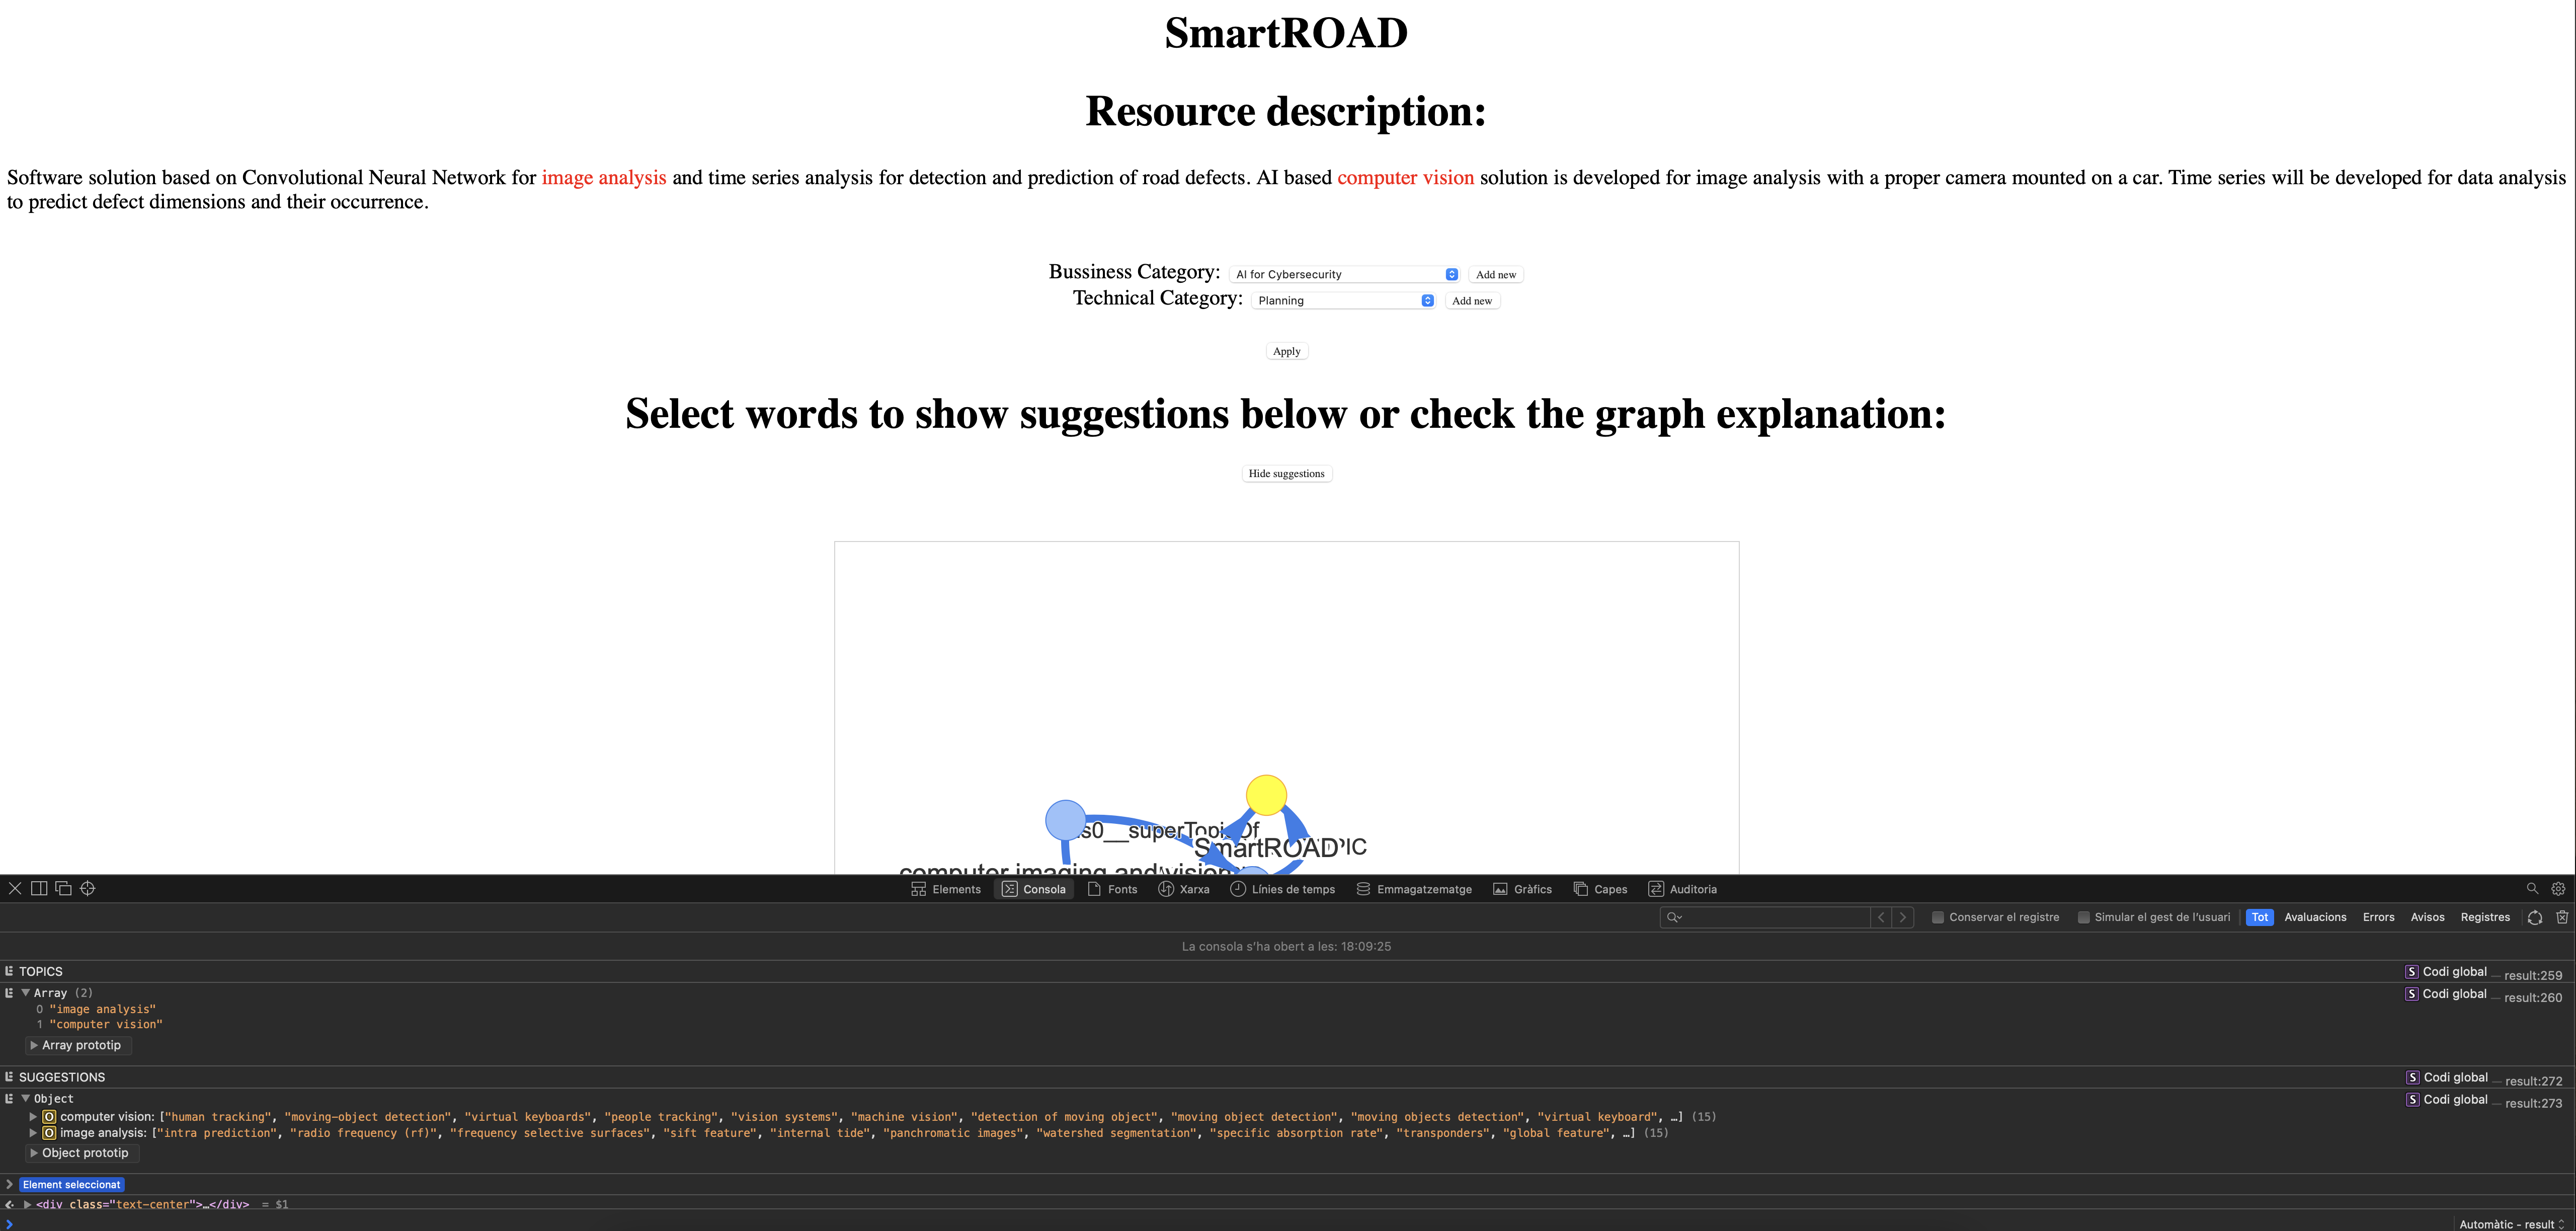 SmartROAD
Resource description:
Software solution based on Convolutional Neural Network for image analysis and time series analysis for detection and prediction of road defects. AI based computer vision solution is developed for image analysis with a proper camera mounted on a car. Time series will be developed for data analysis
to predict defect dimensions and their occurrence.
Bussiness Category: AI for Cybersecurity Add new
Technical Category: Planning Add new
Apply
Select words to show suggestions below or check the graph explanation:
Hide suggestions
ns0__superTopicOf
SmartROAD
PIC
computer imaging and vision
Elements Consola Fonts Xarxa Línies de temps Emmagatzematge Gràfics Capes Auditoria
Conservar el registre Simular el gest de l'usuari Tot Avaluacions Errors Avisos Registres
La consola s'ha obert a les: 18:09:25
TOPICS S Codi global — result:259
Array (2) S Codi global — result:260
0 "image analysis"
1 "computer vision"
Array prototip
SUGGESTIONS S Codi global — result:272
Object S Codi global — result:273
O computer vision: ["human tracking", "moving-object detection", "virtual keyboards", "people tracking", "vision systems", "machine vision", "detection of moving object", "moving object detection", "moving objects detection", "virtual keyboard", …] (15)
O image analysis: ["intra prediction", "radio frequency (rf)", "frequency selective surfaces", "sift feature", "internal tide", "panchromatic images", "watershed segmentation", "specific absorption rate", "transponders", "global feature", …] (15)
Object prototip
Element seleccionat
<div class="text-center">…</div> = $1
Automàtic - result